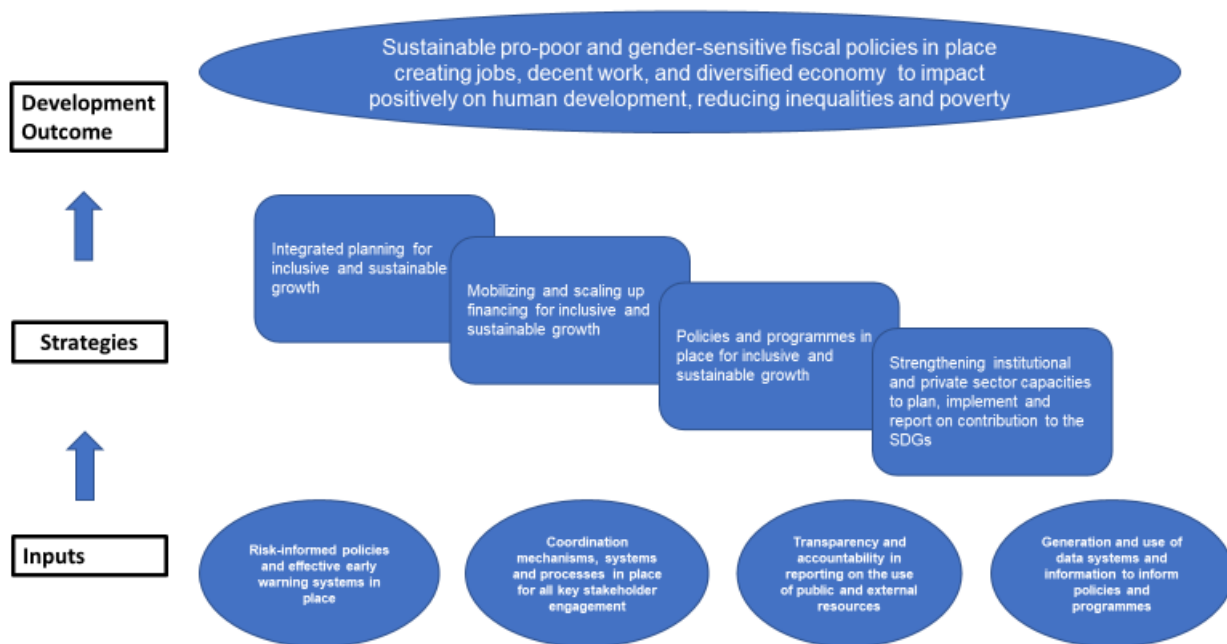 Sustainable pro-poor and gender-sensitive fiscal policies in place
creating jobs, decent work, and diversified economy to impact
positively on human development, reducing inequalities and poverty
Development
Outcome
Integrated planning for
inclusive and sustainable
growth
Mobilizing and scaling up
financing for inclusive and
sustainable growth
Policies and programmes in
place for inclusive and
sustainable growth
Strategies
Strengthening institutional
and private sector capacities
to plan, implement and
report on contribution to the
SDGs
Inputs
Risk-informed policies
and effective early
warning systems in
place
Coordination
mechanisms, systems
and processes in place
for all key stakeholder
engagement
Transparency and
accountability in
reporting on the use
of public and external
resources
Generation and use of
data systems and
information to inform
policies and
programmes